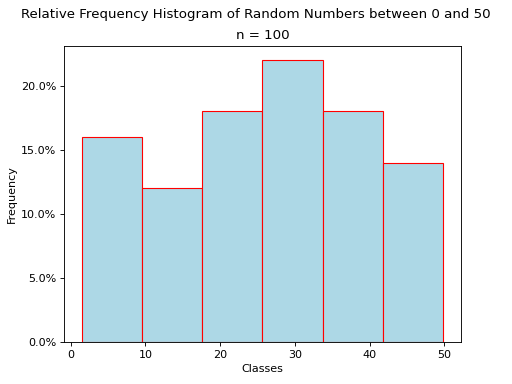 Relative Frequency Histogram of Random Numbers between 0 and 50
n = 100
20.0%
15.0%
10.0%
5.0%
0.0%
Frequency
0 10 20 30 40 50
Classes